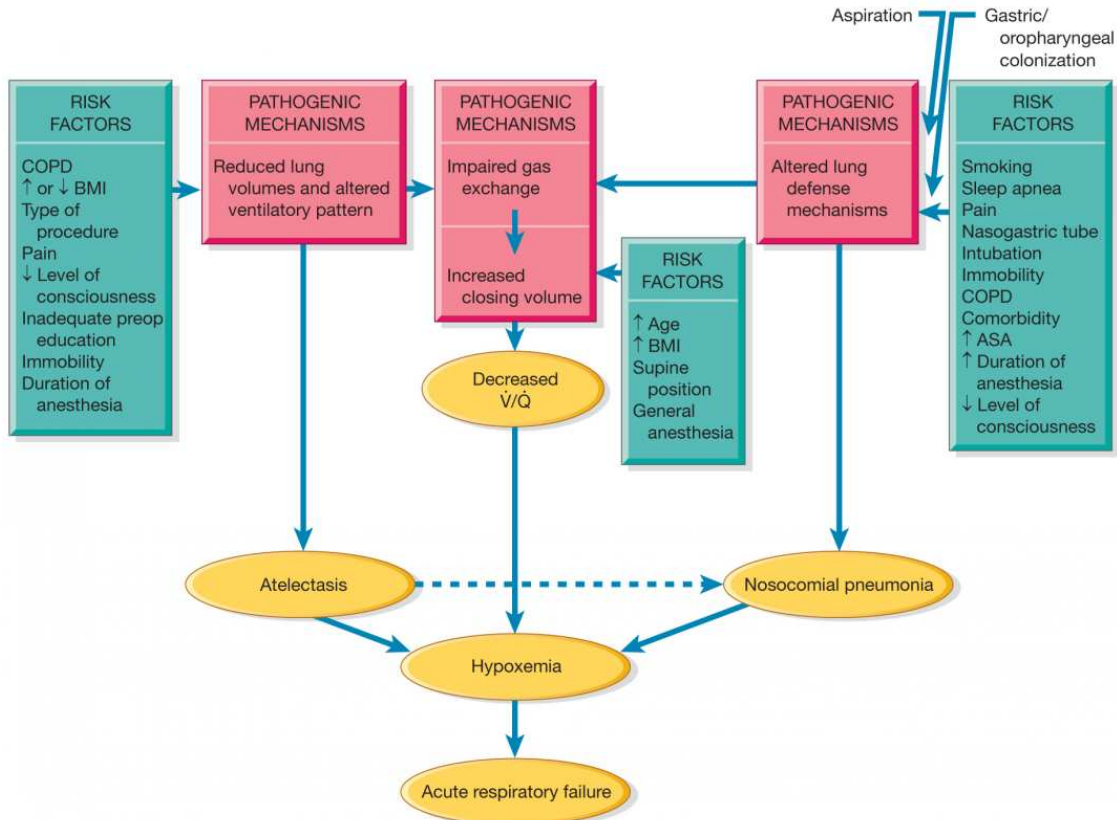 Aspiration
Gastric/
oropharyngeal
colonization
RISK
FACTORS
COPD
↑ or ↓ BMI
Type of
procedure
Pain
↓ Level of
consciousness
Inadequate preop
education
Immobility
Duration of
anesthesia
PATHOGENIC
MECHANISMS
Reduced lung
volumes and altered
ventilatory pattern
PATHOGENIC
MECHANISMS
Impaired gas
exchange
Increased
closing volume
RISK
FACTORS
↑ Age
↑ BMI
Supine
position
General
anesthesia
PATHOGENIC
MECHANISMS
Altered lung
defense
mechanisms
RISK
FACTORS
Smoking
Sleep apnea
Pain
Nasogastric tube
Intubation
Immobility
COPD
Comorbidity
↑ ASA
↑ Duration of
anesthesia
↓ Level of
consciousness
Decreased
V̇/Q̇
Atelectasis
Nosocomial pneumonia
Hypoxemia
Acute respiratory failure